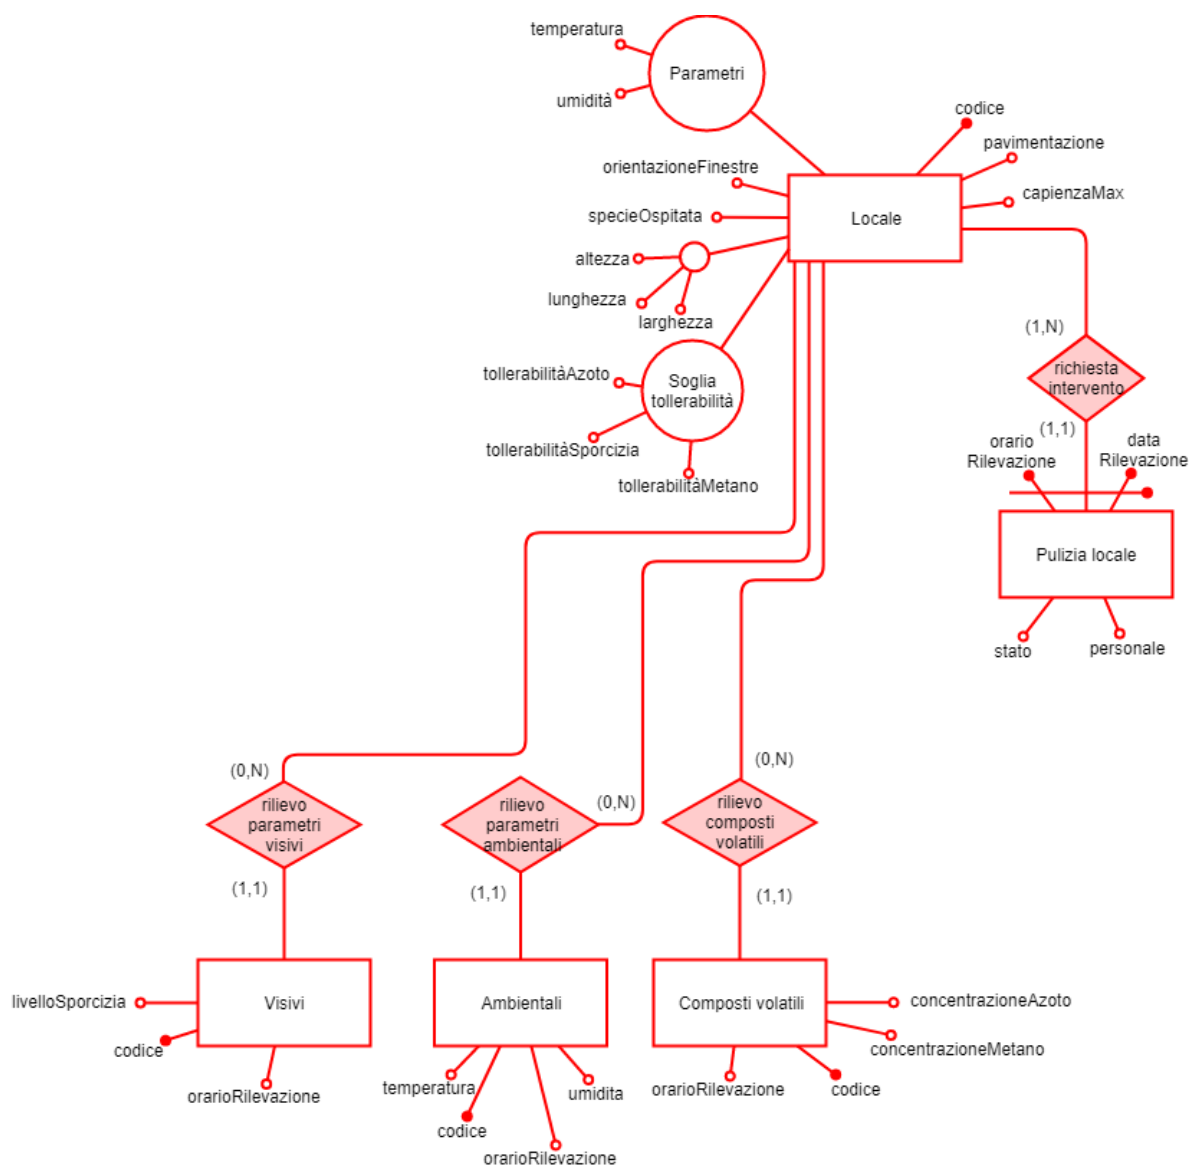 temperatura
Parametri
umidità
codice
pavimentazione
orientazioneFinestre
capienzaMax
specieOspitata
Locale
altezza
lunghezza
larghezza
(1,N)
richiesta
intervento
tollerabilitàAzoto
Soglia
tollerabilità
(1,1)
orario
Rilevazione
data
Rilevazione
tollerabilitàSporcizia
tollerabilitàMetano
Pulizia locale
stato
personale
(0,N)
(0,N)
(0,N)
rilievo
parametri
visivi
rilievo
parametri
ambientali
rilievo
composti
volatili
(1,1)
(1,1)
(1,1)
livelloSporcizia
Visivi
Ambientali
Composti volatili
concentrazioneAzoto
codice
concentrazioneMetano
orarioRilevazione
temperatura
umidita
orarioRilevazione
codice
codice
orarioRilevazione